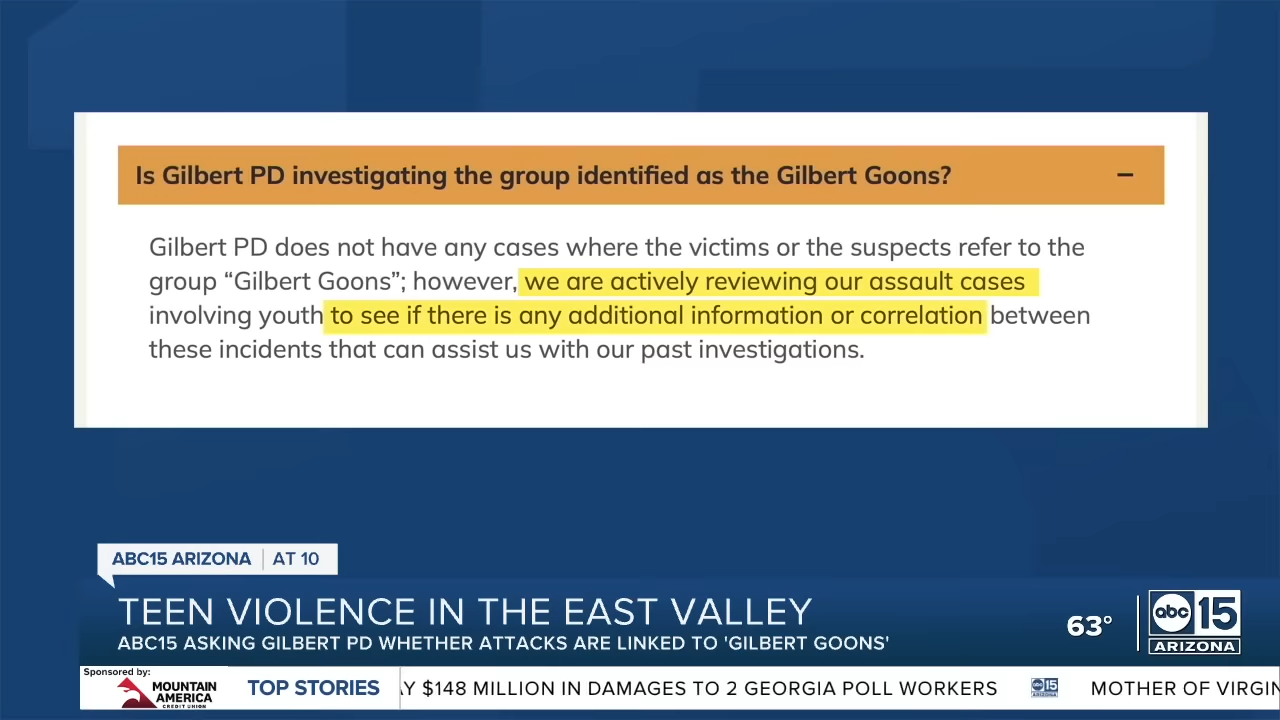 Is Gilbert PD investigating the group identified as the Gilbert Goons? –
Gilbert PD does not have any cases where the victims or the suspects refer to the
group “Gilbert Goons”; however, we are actively reviewing our assault cases
involving youth to see if there is any additional information or correlation between
these incidents that can assist us with our past investigations.
ABC15 ARIZONA | AT 10
TEEN VIOLENCE IN THE EAST VALLEY
ABC15 ASKING GILBERT PD WHETHER ATTACKS ARE LINKED TO 'GILBERT GOONS'
63°
abc 15
ARIZONA
Sponsored by:
MOUNTAIN
AMERICA
CREDIT UNION
TOP STORIES
Y $148 MILLION IN DAMAGES TO 2 GEORGIA POLL WORKERS
abc 15
ARIZONA
MOTHER OF VIRGIN